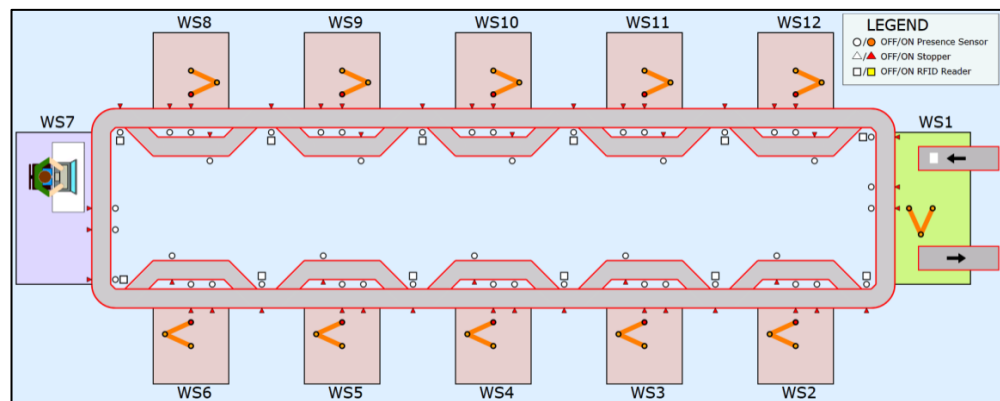 WS8 WS9 WS10 WS11 WS12
LEGEND
○/● OFF/ON Presence Sensor
△/▲ OFF/ON Stopper
□/■ OFF/ON RFID Reader
WS7
WS1
WS6 WS5 WS4 WS3 WS2